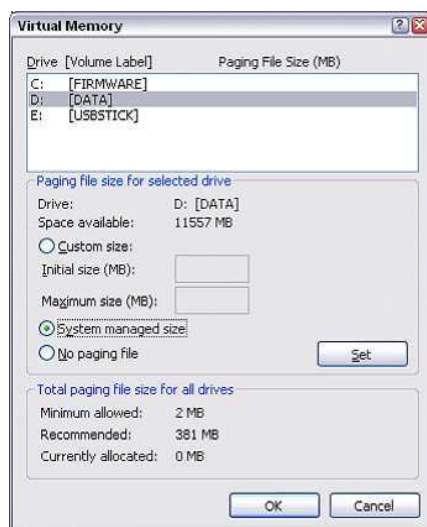 Virtual Memory
Drive [Volume Label] Paging File Size (MB)
C: [FIRMWARE]
D: [DATA]
E: [USBSTICK]
Paging file size for selected drive
Drive: D: [DATA]
Space available: 11557 MB
Custom size:
Initial size (MB):
Maximum size (MB):
System managed size
No paging file
Set
Total paging file size for all drives
Minimum allowed: 2 MB
Recommended: 381 MB
Currently allocated: 0 MB
OK Cancel